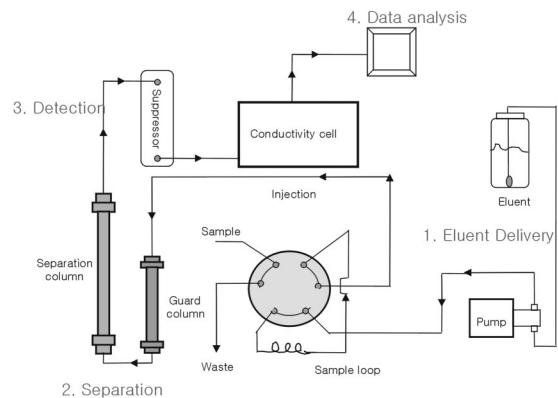 4. Data analysis
3. Detection
Suppressor
Conductivity cell
Eluent
Injection
Sample
1. Eluent Delivery
Separation
column
Guard
column
Pump
Waste
Sample loop
2. Separation